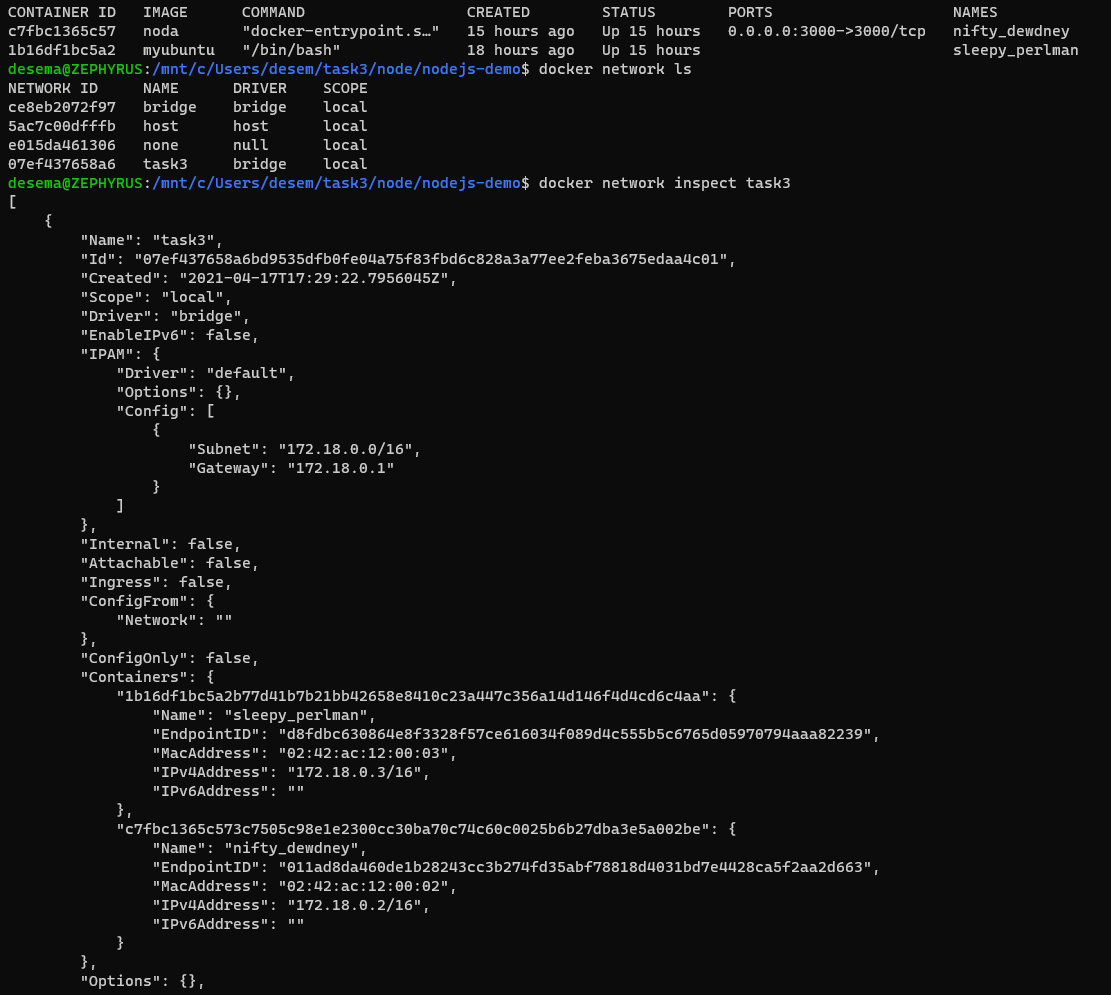 CONTAINER ID   IMAGE      COMMAND                  CREATED        STATUS        PORTS                    NAMES
c7fbc1365c57   noda       "docker-entrypoint.s…"   15 hours ago   Up 15 hours   0.0.0.0:3000->3000/tcp   nifty_dewdney
1b16df1bc5a2   myubuntu   "/bin/bash"              18 hours ago   Up 15 hours                            sleepy_perlman
desema@ZEPHYRUS:/mnt/c/Users/desem/task3/node/nodejs-demo$ docker network ls
NETWORK ID     NAME      DRIVER    SCOPE
ce8eb2072f97   bridge    bridge    local
5ac7c00dfffb   host      host      local
e015da461306   none      null      local
07ef437658a6   task3     bridge    local
desema@ZEPHYRUS:/mnt/c/Users/desem/task3/node/nodejs-demo$ docker network inspect task3
[
    {
        "Name": "task3",
        "Id": "07ef437658a6bd9535dfb0fe04a75f83fbd6c828a3a77ee2feba3675edaa4c01",
        "Created": "2021-04-17T17:29:22.7956045Z",
        "Scope": "local",
        "Driver": "bridge",
        "EnableIPv6": false,
        "IPAM": {
            "Driver": "default",
            "Options": {},
            "Config": [
                {
                    "Subnet": "172.18.0.0/16",
                    "Gateway": "172.18.0.1"
                }
            ]
        },
        "Internal": false,
        "Attachable": false,
        "Ingress": false,
        "ConfigFrom": {
            "Network": ""
        },
        "ConfigOnly": false,
        "Containers": {
            "1b16df1bc5a2b77d41b7b21bb42658e8410c23a447c356a14d146f4d4cd6c4aa": {
                "Name": "sleepy_perlman",
                "EndpointID": "d8fdbc630864e8f3328f57ce616034f089d4c555b5c6765d05970794aaa82239",
                "MacAddress": "02:42:ac:12:00:03",
                "IPv4Address": "172.18.0.3/16",
                "IPv6Address": ""
            },
            "c7fbc1365c573c7505c98e1e2300cc30ba70c74c60c0025b6b27dba3e5a002be": {
                "Name": "nifty_dewdney",
                "EndpointID": "011ad8da460de1b28243cc3b274fd35abf78818d4031bd7e4428ca5f2aa2d663",
                "MacAddress": "02:42:ac:12:00:02",
                "IPv4Address": "172.18.0.2/16",
                "IPv6Address": ""
            }
        },
        "Options": {},